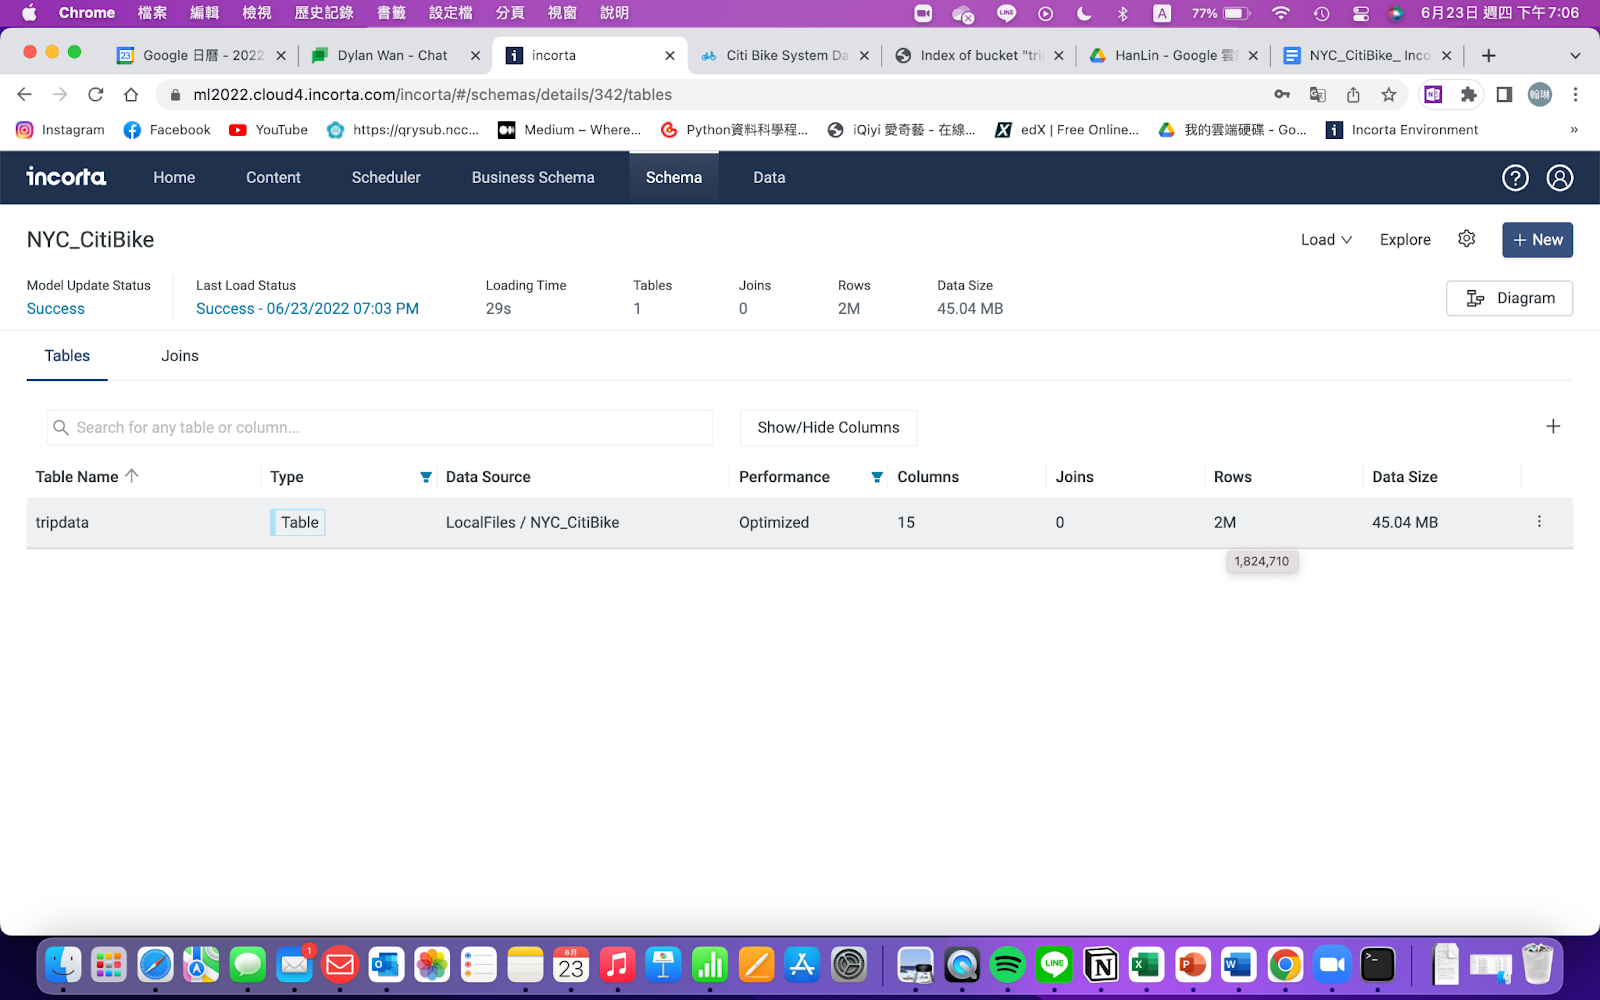 Chrome 檔案 編輯 檢視 歷史記錄 書籤 設定檔 分頁 視窗 說明 LINE A 77% 6月23日 週四 下午7:06
23 Google 日曆 - 2022 Dylan Wan - Chat incorta Citi Bike System Da Index of bucket "tri HanLin - Google 雲 NYC_CitiBike_ Inco
ml2022.cloud4.incorta.com/incorta/#/schemas/details/342/tables 翰琳
Instagram Facebook YouTube https://qrysub.ncc... Medium – Where... Python資料科學程... iQiyi 愛奇藝 - 在線... edX | Free Online... 我的雲端硬碟 - Go... Incorta Environment »
incorta Home Content Scheduler Business Schema Schema Data
NYC_CitiBike Load Explore + New
Model Update Status Last Load Status Loading Time Tables Joins Rows Data Size
Success Success - 06/23/2022 07:03 PM 29s 1 0 2M 45.04 MB
Diagram
Tables Joins
Search for any table or column... Show/Hide Columns
Table Name Type Data Source Performance Columns Joins Rows Data Size
tripdata Table LocalFiles / NYC_CitiBike Optimized 15 0 2M 45.04 MB
1,824,710
1
6月
23
LINE